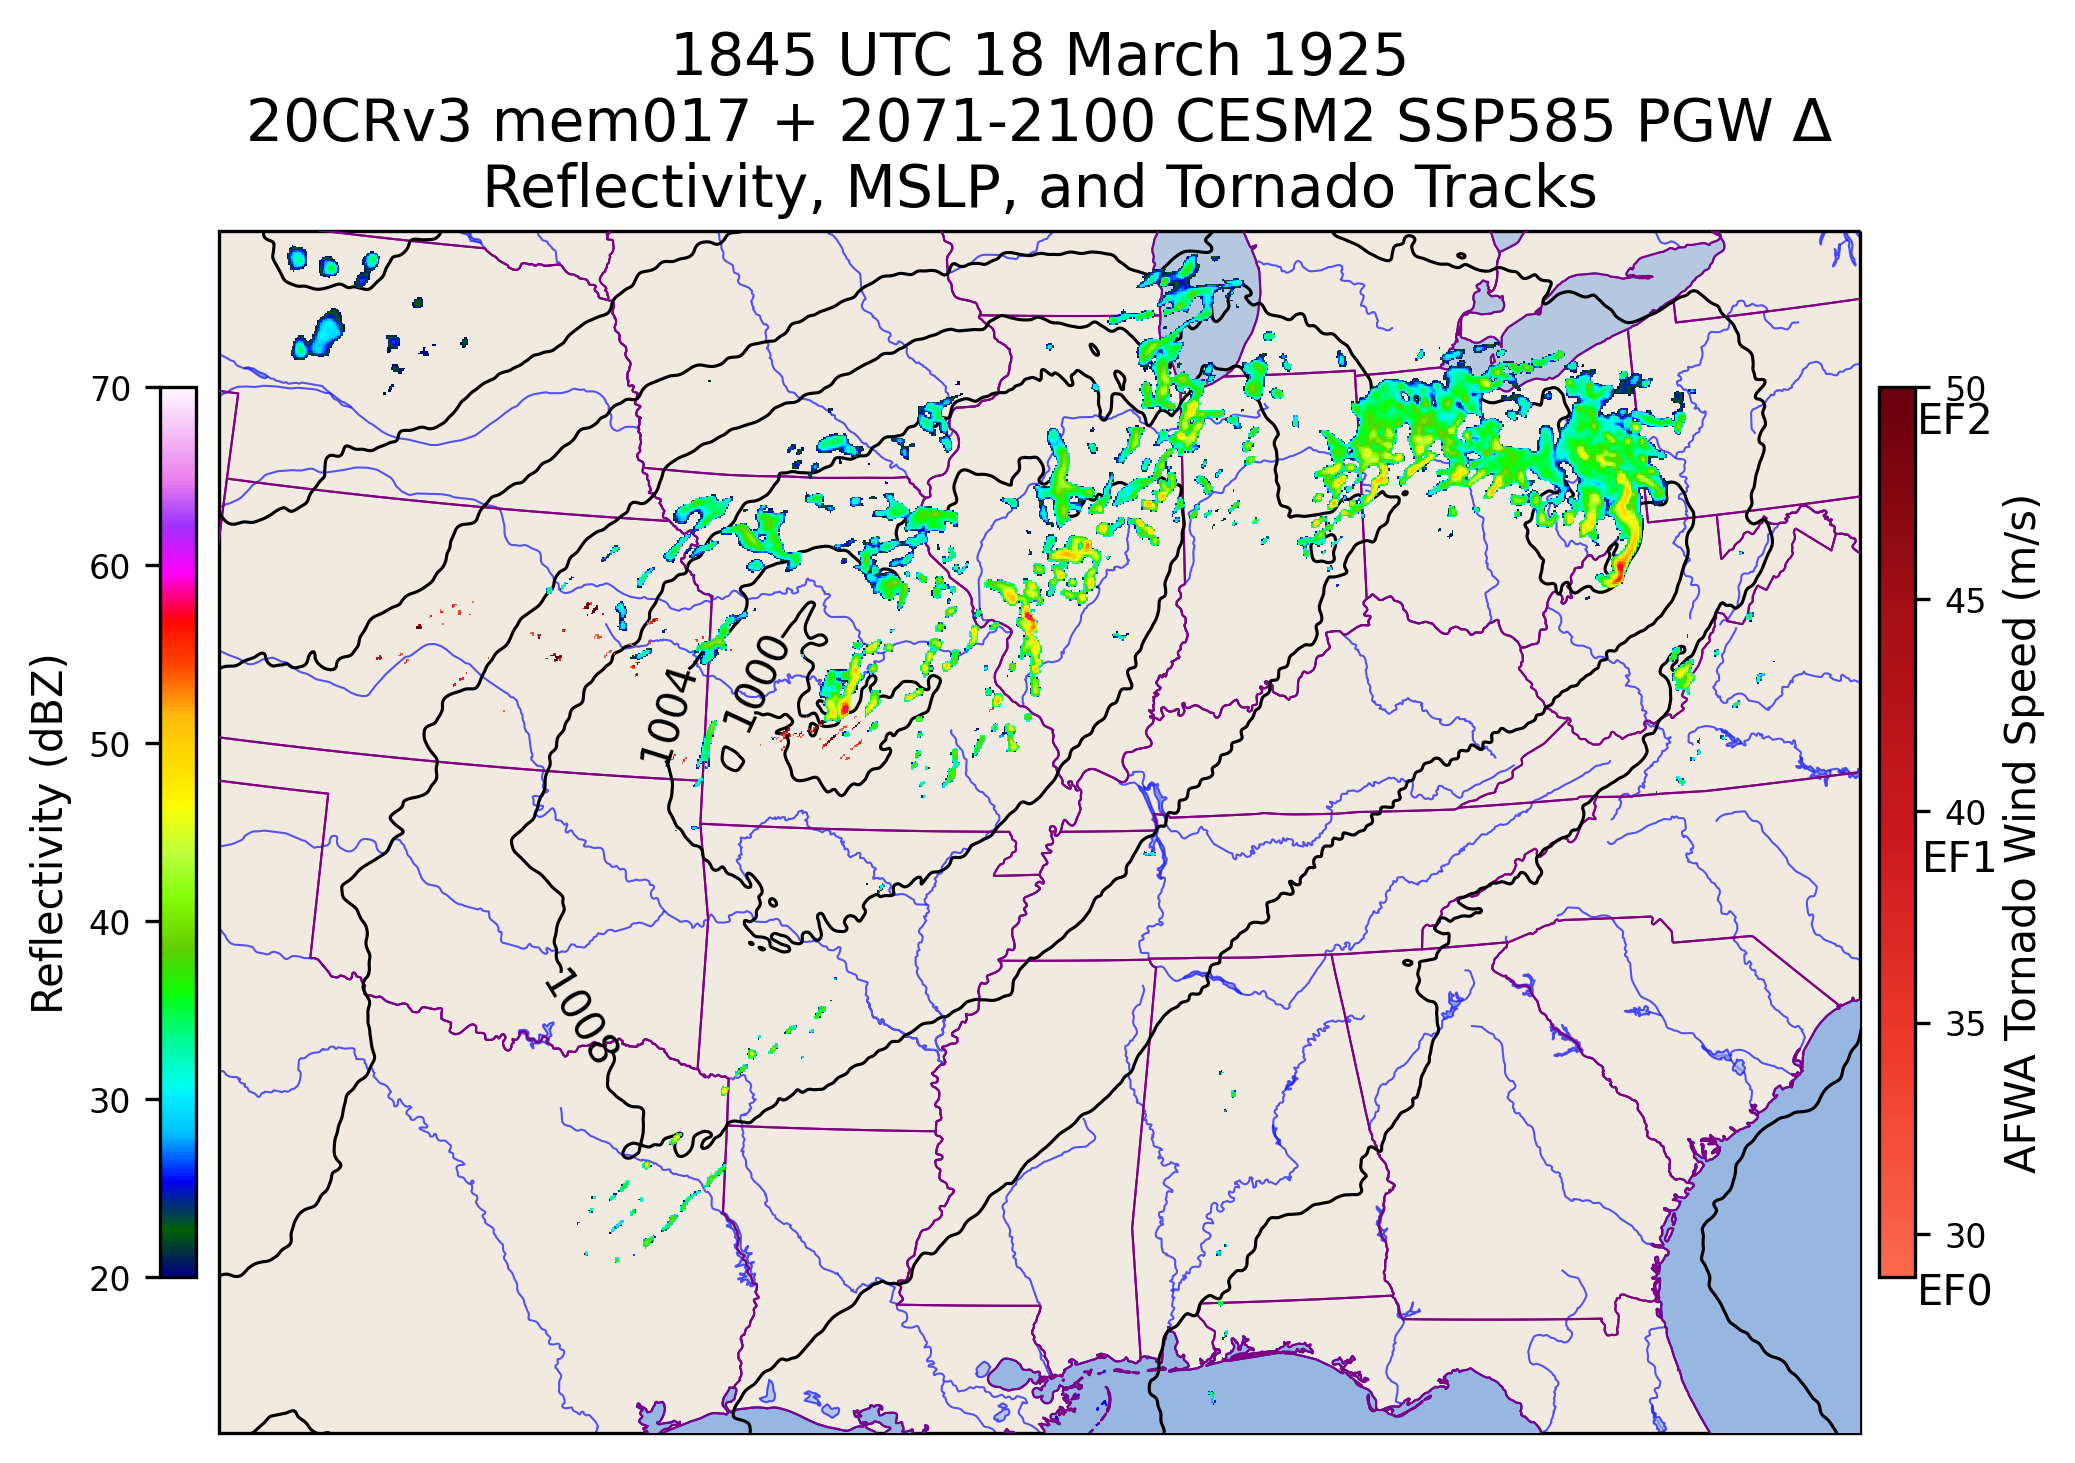 1845 UTC 18 March 1925
20CRv3 mem017 + 2071-2100 CESM2 SSP585 PGW Δ
Reflectivity, MSLP, and Tornado Tracks
70
60
50
40
30
20
Reflectivity (dBZ)
1004
1000
1008
50
EF2
45
40
EF1
35
30
EF0
AFWA Tornado Wind Speed (m/s)